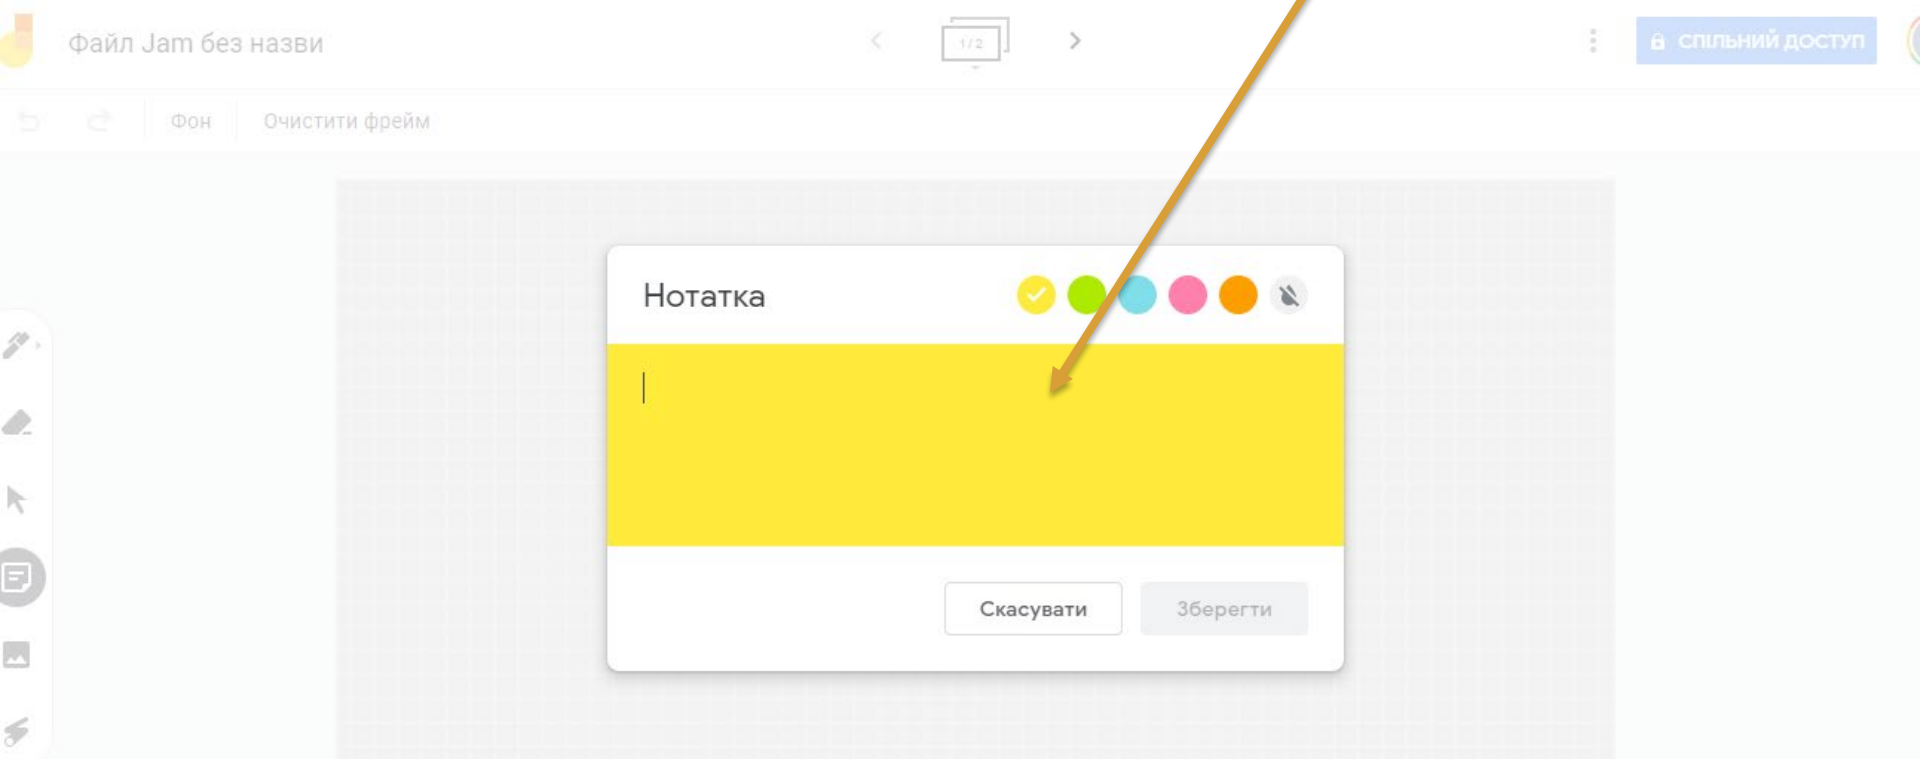 Файл Jam без назви
1/2
СПІЛЬНИЙ ДОСТУП
Фон
Очистити фрейм
Нотатка
Скасувати
Зберегти